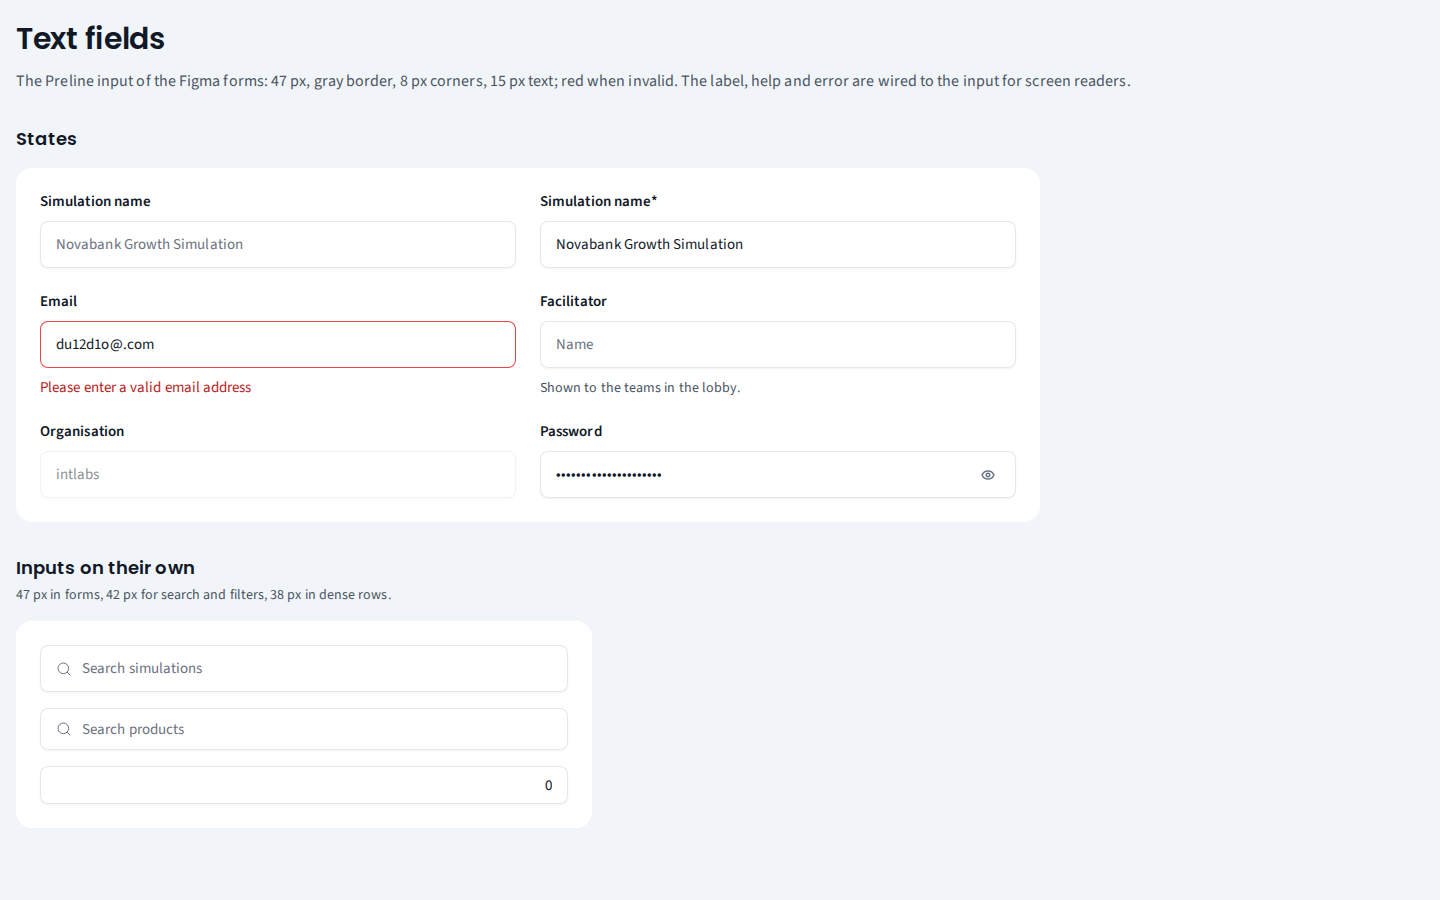 Text fields
The Preline input of the Figma forms: 47 px, gray border, 8 px corners, 15 px text; red when invalid. The label, help and error are wired to the input for screen readers.
States
Simulation name
Simulation name*
Novabank Growth Simulation
Novabank Growth Simulation
Email
Facilitator
du12d1o@.com
Name
Please enter a valid email address
Shown to the teams in the lobby.
Organisation
Password
intlabs
•••••••••••••••••••••
Inputs on their own
47 px in forms, 42 px for search and filters, 38 px in dense rows.
Search simulations
Search products
0